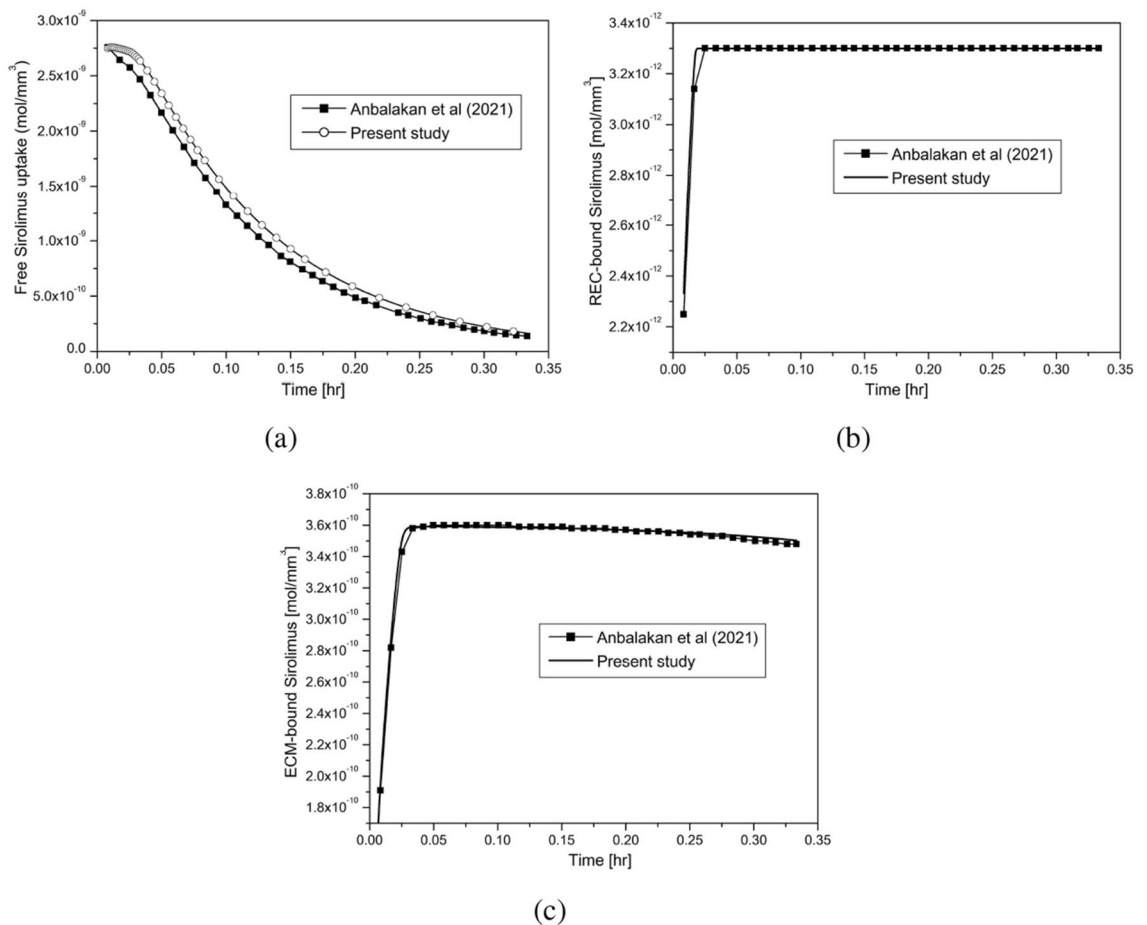 Free Sirolimus uptake (mol/mm³)
3.0x10⁻⁹
2.5x10⁻⁹
2.0x10⁻⁹
1.5x10⁻⁹
1.0x10⁻⁹
5.0x10⁻¹⁰
0.0
Anbalakan et al (2021)
Present study
0.00 0.05 0.10 0.15 0.20 0.25 0.30 0.35
Time [hr]
(a)
REC-bound Sirolimus [mol/mm³]
3.4x10⁻¹²
3.2x10⁻¹²
3.0x10⁻¹²
2.8x10⁻¹²
2.6x10⁻¹²
2.4x10⁻¹²
2.2x10⁻¹²
Anbalakan et al (2021)
Present study
0.00 0.05 0.10 0.15 0.20 0.25 0.30 0.35
Time [hr]
(b)
ECM-bound Sirolimus [mol/mm³]
3.8x10⁻¹⁰
3.6x10⁻¹⁰
3.4x10⁻¹⁰
3.2x10⁻¹⁰
3.0x10⁻¹⁰
2.8x10⁻¹⁰
2.6x10⁻¹⁰
2.4x10⁻¹⁰
2.2x10⁻¹⁰
2.0x10⁻¹⁰
1.8x10⁻¹⁰
Anbalakan et al (2021)
Present study
0.00 0.05 0.10 0.15 0.20 0.25 0.30 0.35
Time [hr]
(c)